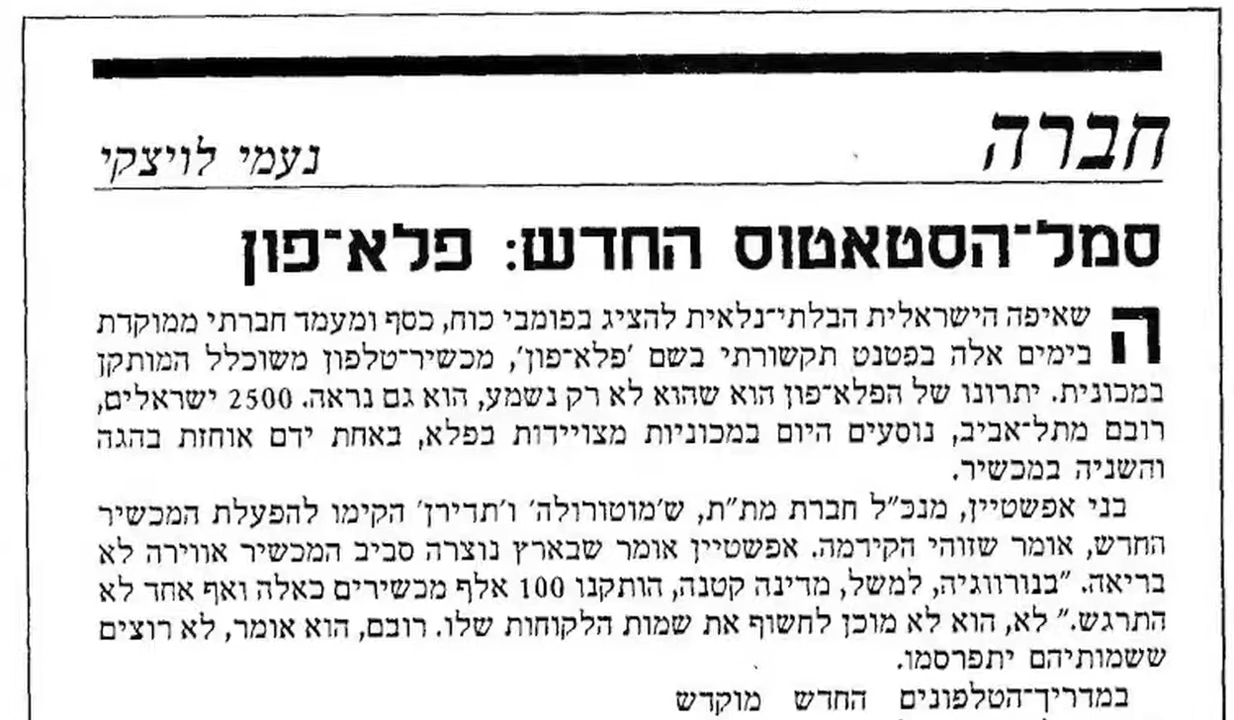 חברה
נעמי לויצקי
סמל־הסטאטוס החדש: פלא־פון
השאיפה הישראלית הבלתי־נלאית להציג בפומבי כוח, כסף ומעמד חברתי ממוקדת
בימים אלה בפטנט תקשורתי בשם 'פלא־פון', מכשיר־טלפון משוכלל המותקן
במכונית. יתרונו של הפלא־פון הוא שהוא לא רק נשמע, הוא גם נראה. 2500 ישראלים,
רובם מתל־אביב, נוסעים היום במכוניות מצויידות בפלא, באחת ידם אוחזת בהגה
והשניה במכשיר.
בני אפשטיין, מנכ"ל חברת מת"ת, ש'מוטורולה' ו'תדירן' הקימו להפעלת המכשיר
החדש, אומר שזוהי הקידמה. אפשטיין אומר שבארץ נוצרה סביב המכשיר אווירה לא
בריאה. "בנורווגיה, למשל, מדינה קטנה, הותקנו 100 אלף מכשירים כאלה ואף אחד לא
התרגש." לא, הוא לא מוכן לחשוף את שמות הלקוחות שלו. רובם, הוא אומר, לא רוצים
ששמותיהם יתפרסמו.
במדריך־הטלפונים החדש מוקדש